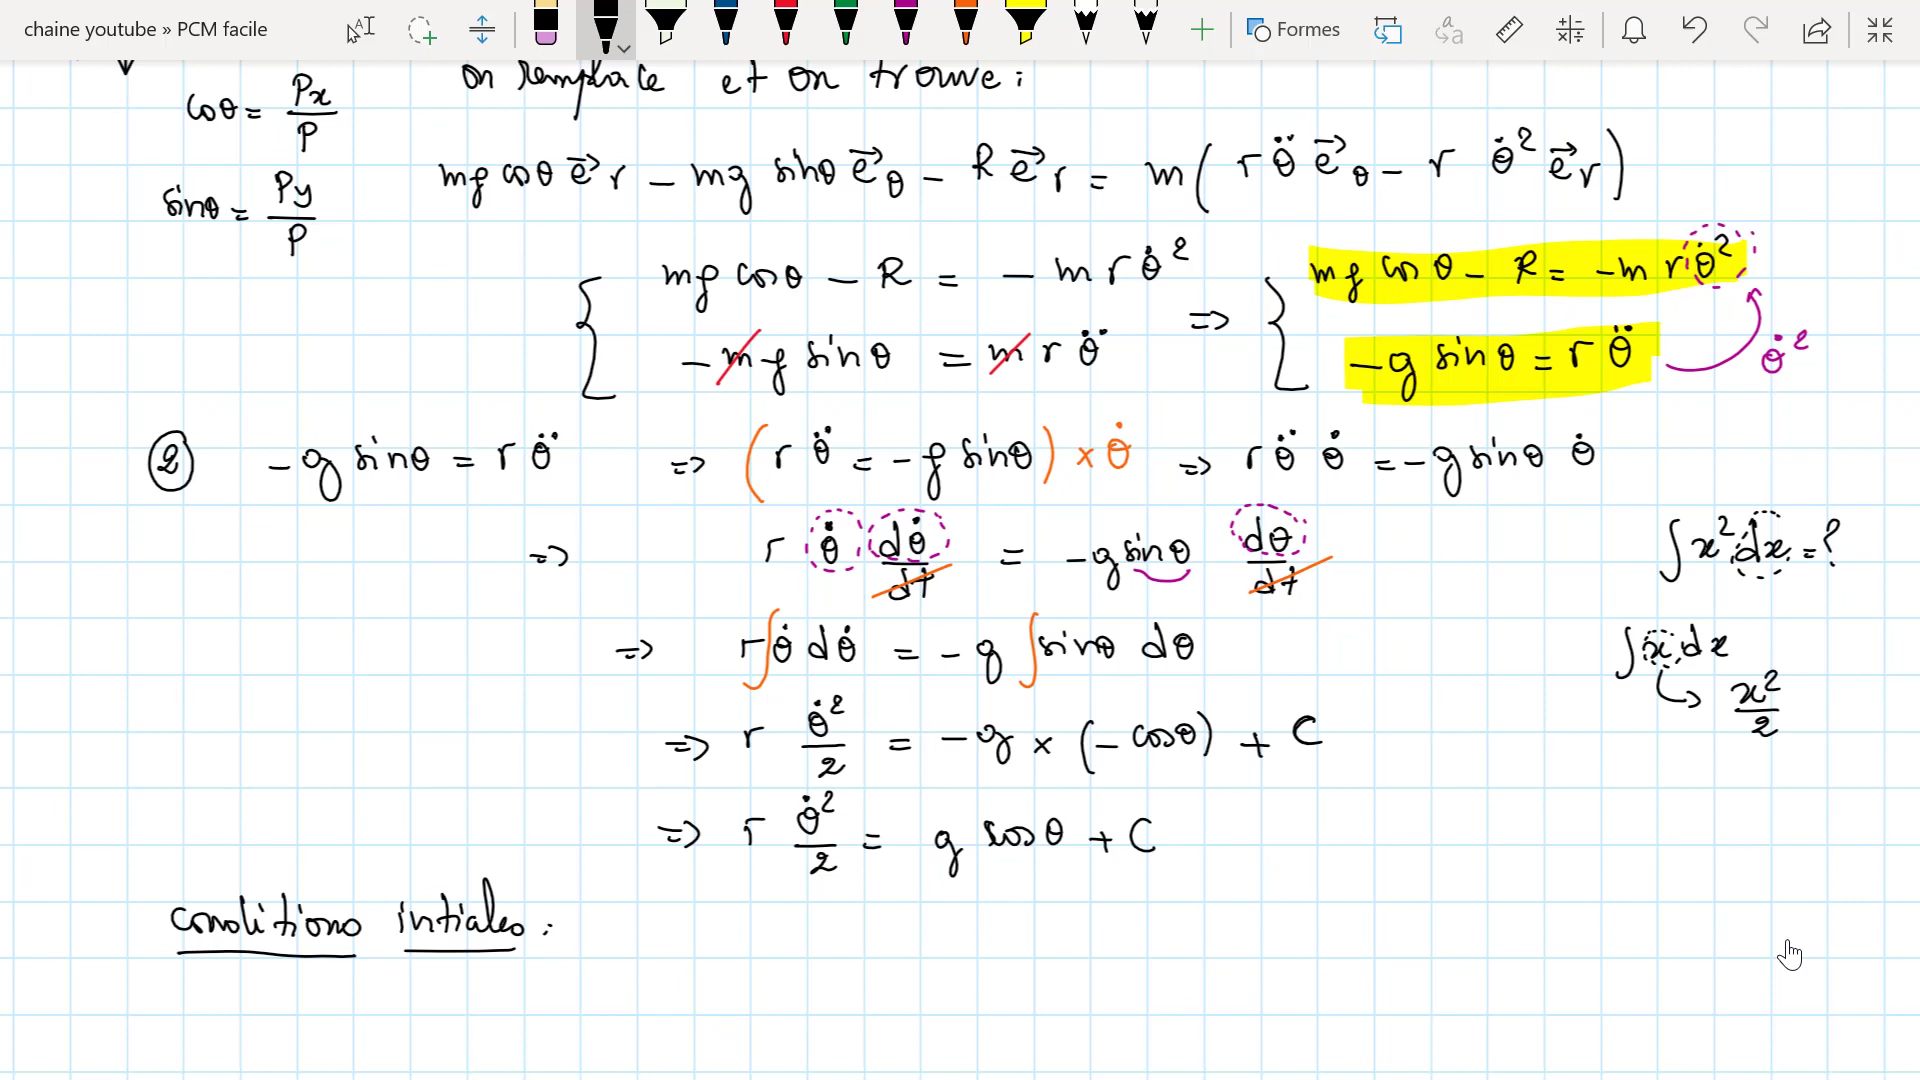 chaine youtube » PCM facile
Formes
on remplace et on trouve :
cosθ = Px/P
mg cosθ e⃗r − mg sinθ e⃗θ − R e⃗r = m( r θ̈ e⃗θ − r θ̇² e⃗r )
sinθ = Py/P
{ mg cosθ − R = − m r θ̇² ⇒ { mg cosθ − R = −m r θ̇²
− mg sinθ = m r θ̈ −g sinθ = r θ̈ θ̇²
② −g sinθ = r θ̈ ⇒ ( r θ̈ = −g sinθ ) × θ̇ ⇒ r θ̈ θ̇ = −g sinθ θ̇
⇒ r θ̇ dθ̇/dt = −g sinθ dθ/dt ∫x² dx = ?
⇒ r ∫ θ̇ dθ̇ = − g ∫ sinθ dθ ∫ x dx
⇒ r θ̇²/2 = −g × (− cosθ) + C x²/2
⇒ r θ̇²/2 = g cosθ + C
conditions intiales :